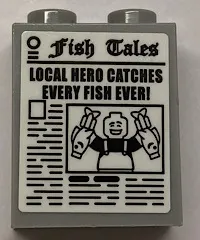 Fish Tales
LOCAL HERO CATCHES
EVERY FISH EVER!